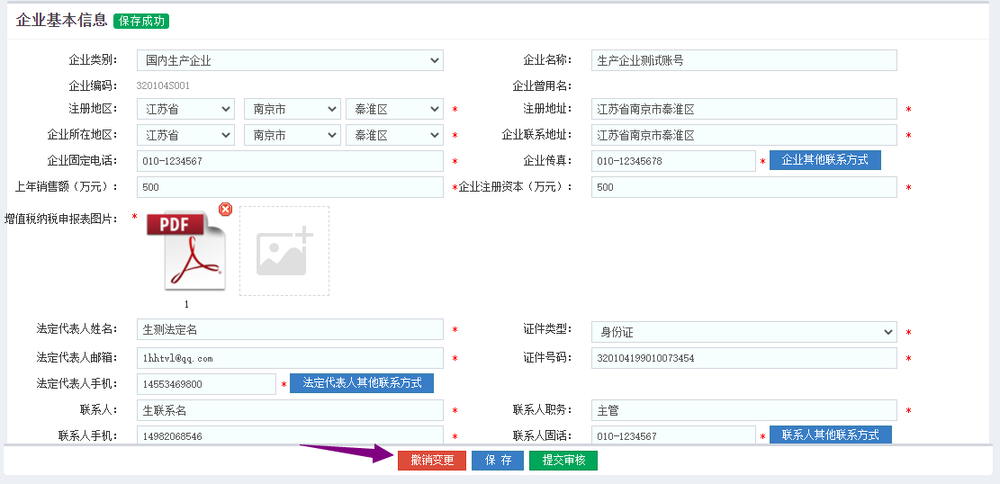 企业基本信息 保存成功
企业类别： 国内生产企业 企业名称： 生产企业测试账号
企业编码： 320104S001 企业曾用名：
注册地区： 江苏省 南京市 秦淮区 * 注册地址： 江苏省南京市秦淮区 *
企业所在地区： 江苏省 南京市 秦淮区 * 企业联系地址： 江苏省南京市秦淮区 *
企业固定电话： 010-1234567 * 企业传真： 010-12345678 * 企业其他联系方式
上年销售额（万元）： 500 * 企业注册资本（万元）： 500 *
增值税纳税申报表图片： * PDF
1
法定代表人姓名： 生测法定名 * 证件类型： 身份证 *
法定代表人邮箱： 1hhtvl@qq.com * 证件号码： 320104199010073454 *
法定代表人手机： 14553469800 * 法定代表人其他联系方式
联系人： 生联系名 * 联系人职务： 主管 *
联系人手机： 14982068546 * 联系人固话： 010-1234567 * 联系人其他联系方式
撤销变更 保 存 提交审核